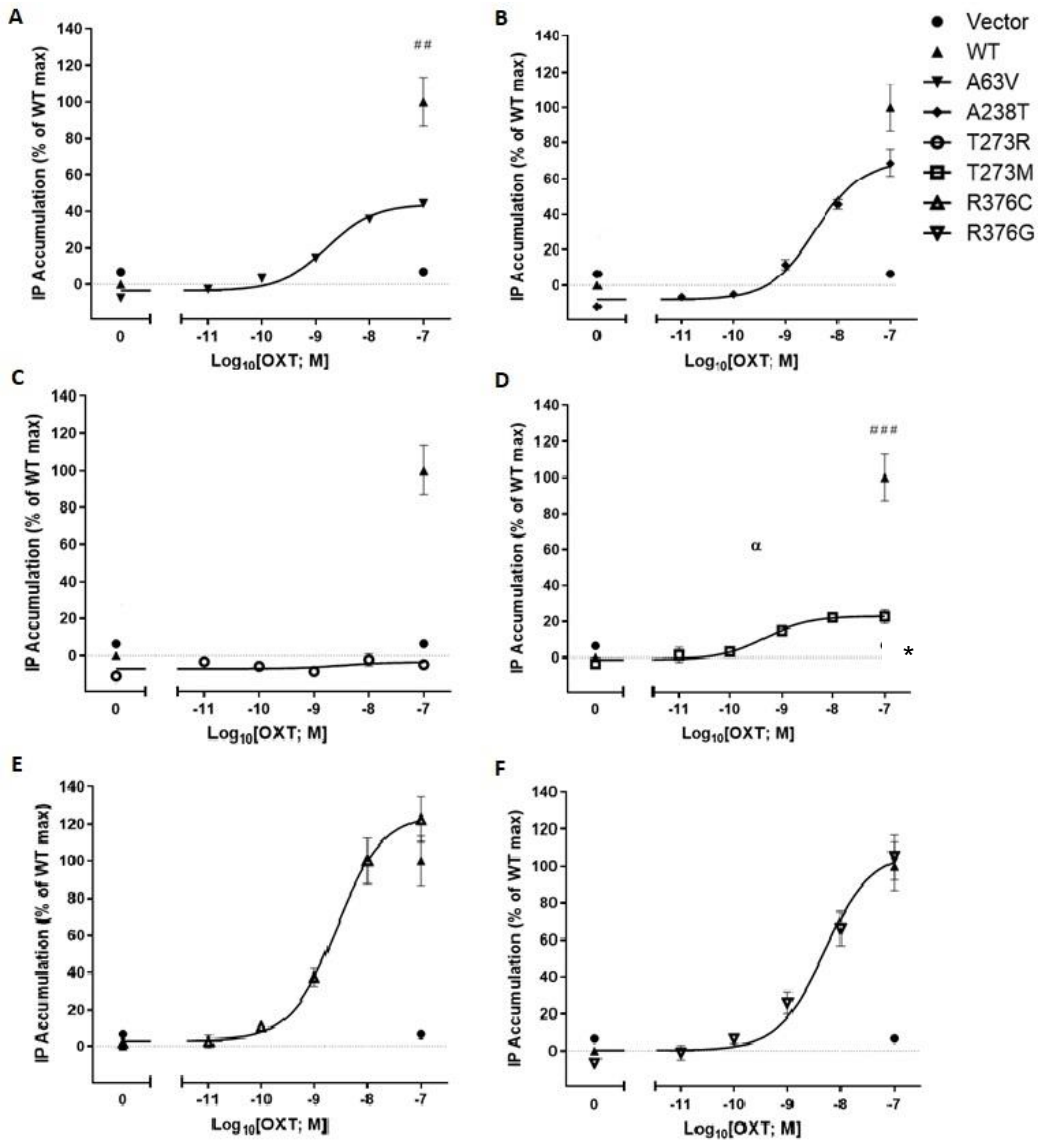 A
140
120
100
80
60
40
20
0
##
IP Accumulation (% of WT max)
0 -11 -10 -9 -8 -7
Log10[OXT; M]
B
140
120
100
80
60
40
20
0
IP Accumulation (% of WT max)
0 -11 -10 -9 -8 -7
Log10[OXT; M]
Vector
WT
A63V
A238T
T273R
T273M
R376C
R376G
C
140
120
100
80
60
40
20
0
IP Accumulation (% of WT max)
0 -11 -10 -9 -8 -7
Log10[OXT; M]
D
140
120
100
80
60
40
20
0
###
α
*
IP Accumulation (% of WT max)
0 -11 -10 -9 -8 -7
Log10[OXT; M]
E
140
120
100
80
60
40
20
0
IP Accumulation (% of WT max)
0 -11 -10 -9 -8 -7
Log10[OXT; M]
F
140
120
100
80
60
40
20
0
IP Accumulation (% of WT max)
0 -11 -10 -9 -8 -7
Log10[OXT; M]